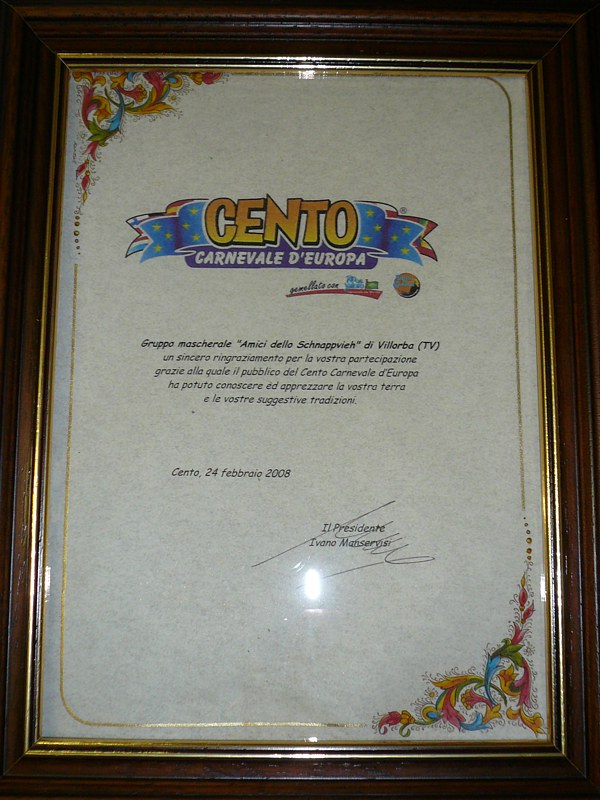 CENTO
®
CARNEVALE D'EUROPA
gemellato con
Gruppo mascherale "Amici dello Schnappvieh" di Villorba (TV)
un sincero ringraziamento per la vostra partecipazione
grazie alla quale il pubblico del Cento Carnevale d'Europa
ha potuto conoscere ed apprezzare la vostra terra
e le vostre suggestive tradizioni.
Cento, 24 febbraio 2008
Il Presidente
Ivano Manservisi